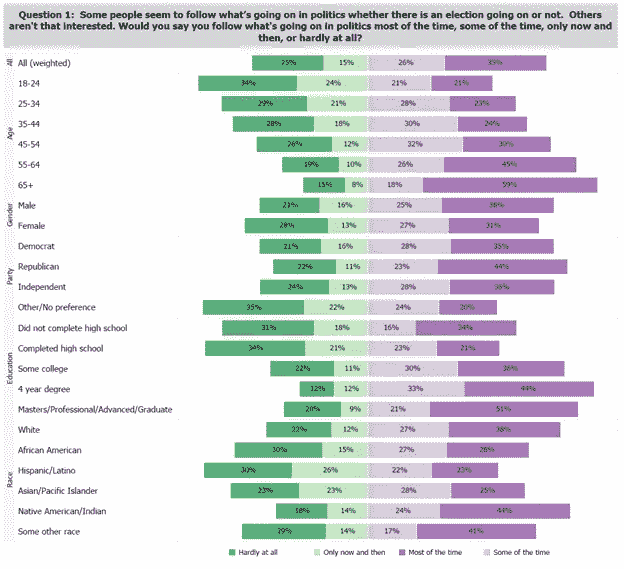 Question 1: Some people seem to follow what's going on in politics whether there is an election going on or not. Others
aren't that interested. Would you say you follow what's going on in politics most of the time, some of the time, only now and
then, or hardly at all?
All All (weighted) 25% 15% 26% 35%
Age
18-24 34% 24% 21% 21%
25-34 29% 21% 28% 23%
35-44 28% 18% 30% 24%
45-54 26% 12% 32% 30%
55-64 19% 10% 26% 45%
65+ 15% 8% 18% 59%
Gender
Male 21% 16% 25% 38%
Female 28% 13% 27% 31%
Party
Democrat 21% 16% 28% 35%
Republican 22% 11% 23% 44%
Independent 13% 28%
Other/No preference 35% 22% 24% 20%
Education
Did not complete high school 31% 18% 16% 34%
Completed high school 34% 21% 23% 21%
Some college 22% 11% 30% 36%
4 year degree 12% 12% 33% 44%
Masters/Professional/Advanced/Graduate 20% 9% 21% 51%
Race
White 22% 12% 27% 38%
African American 30% 15% 27% 28%
Hispanic/Latino 30% 26% 22% 23%
Asian/Pacific Islander 23% 23% 28% 25%
Native American/Indian 18% 14% 24% 44%
Some other race 29% 14% 17% 41%
Hardly at all Only now and then Most of the time Some of the time